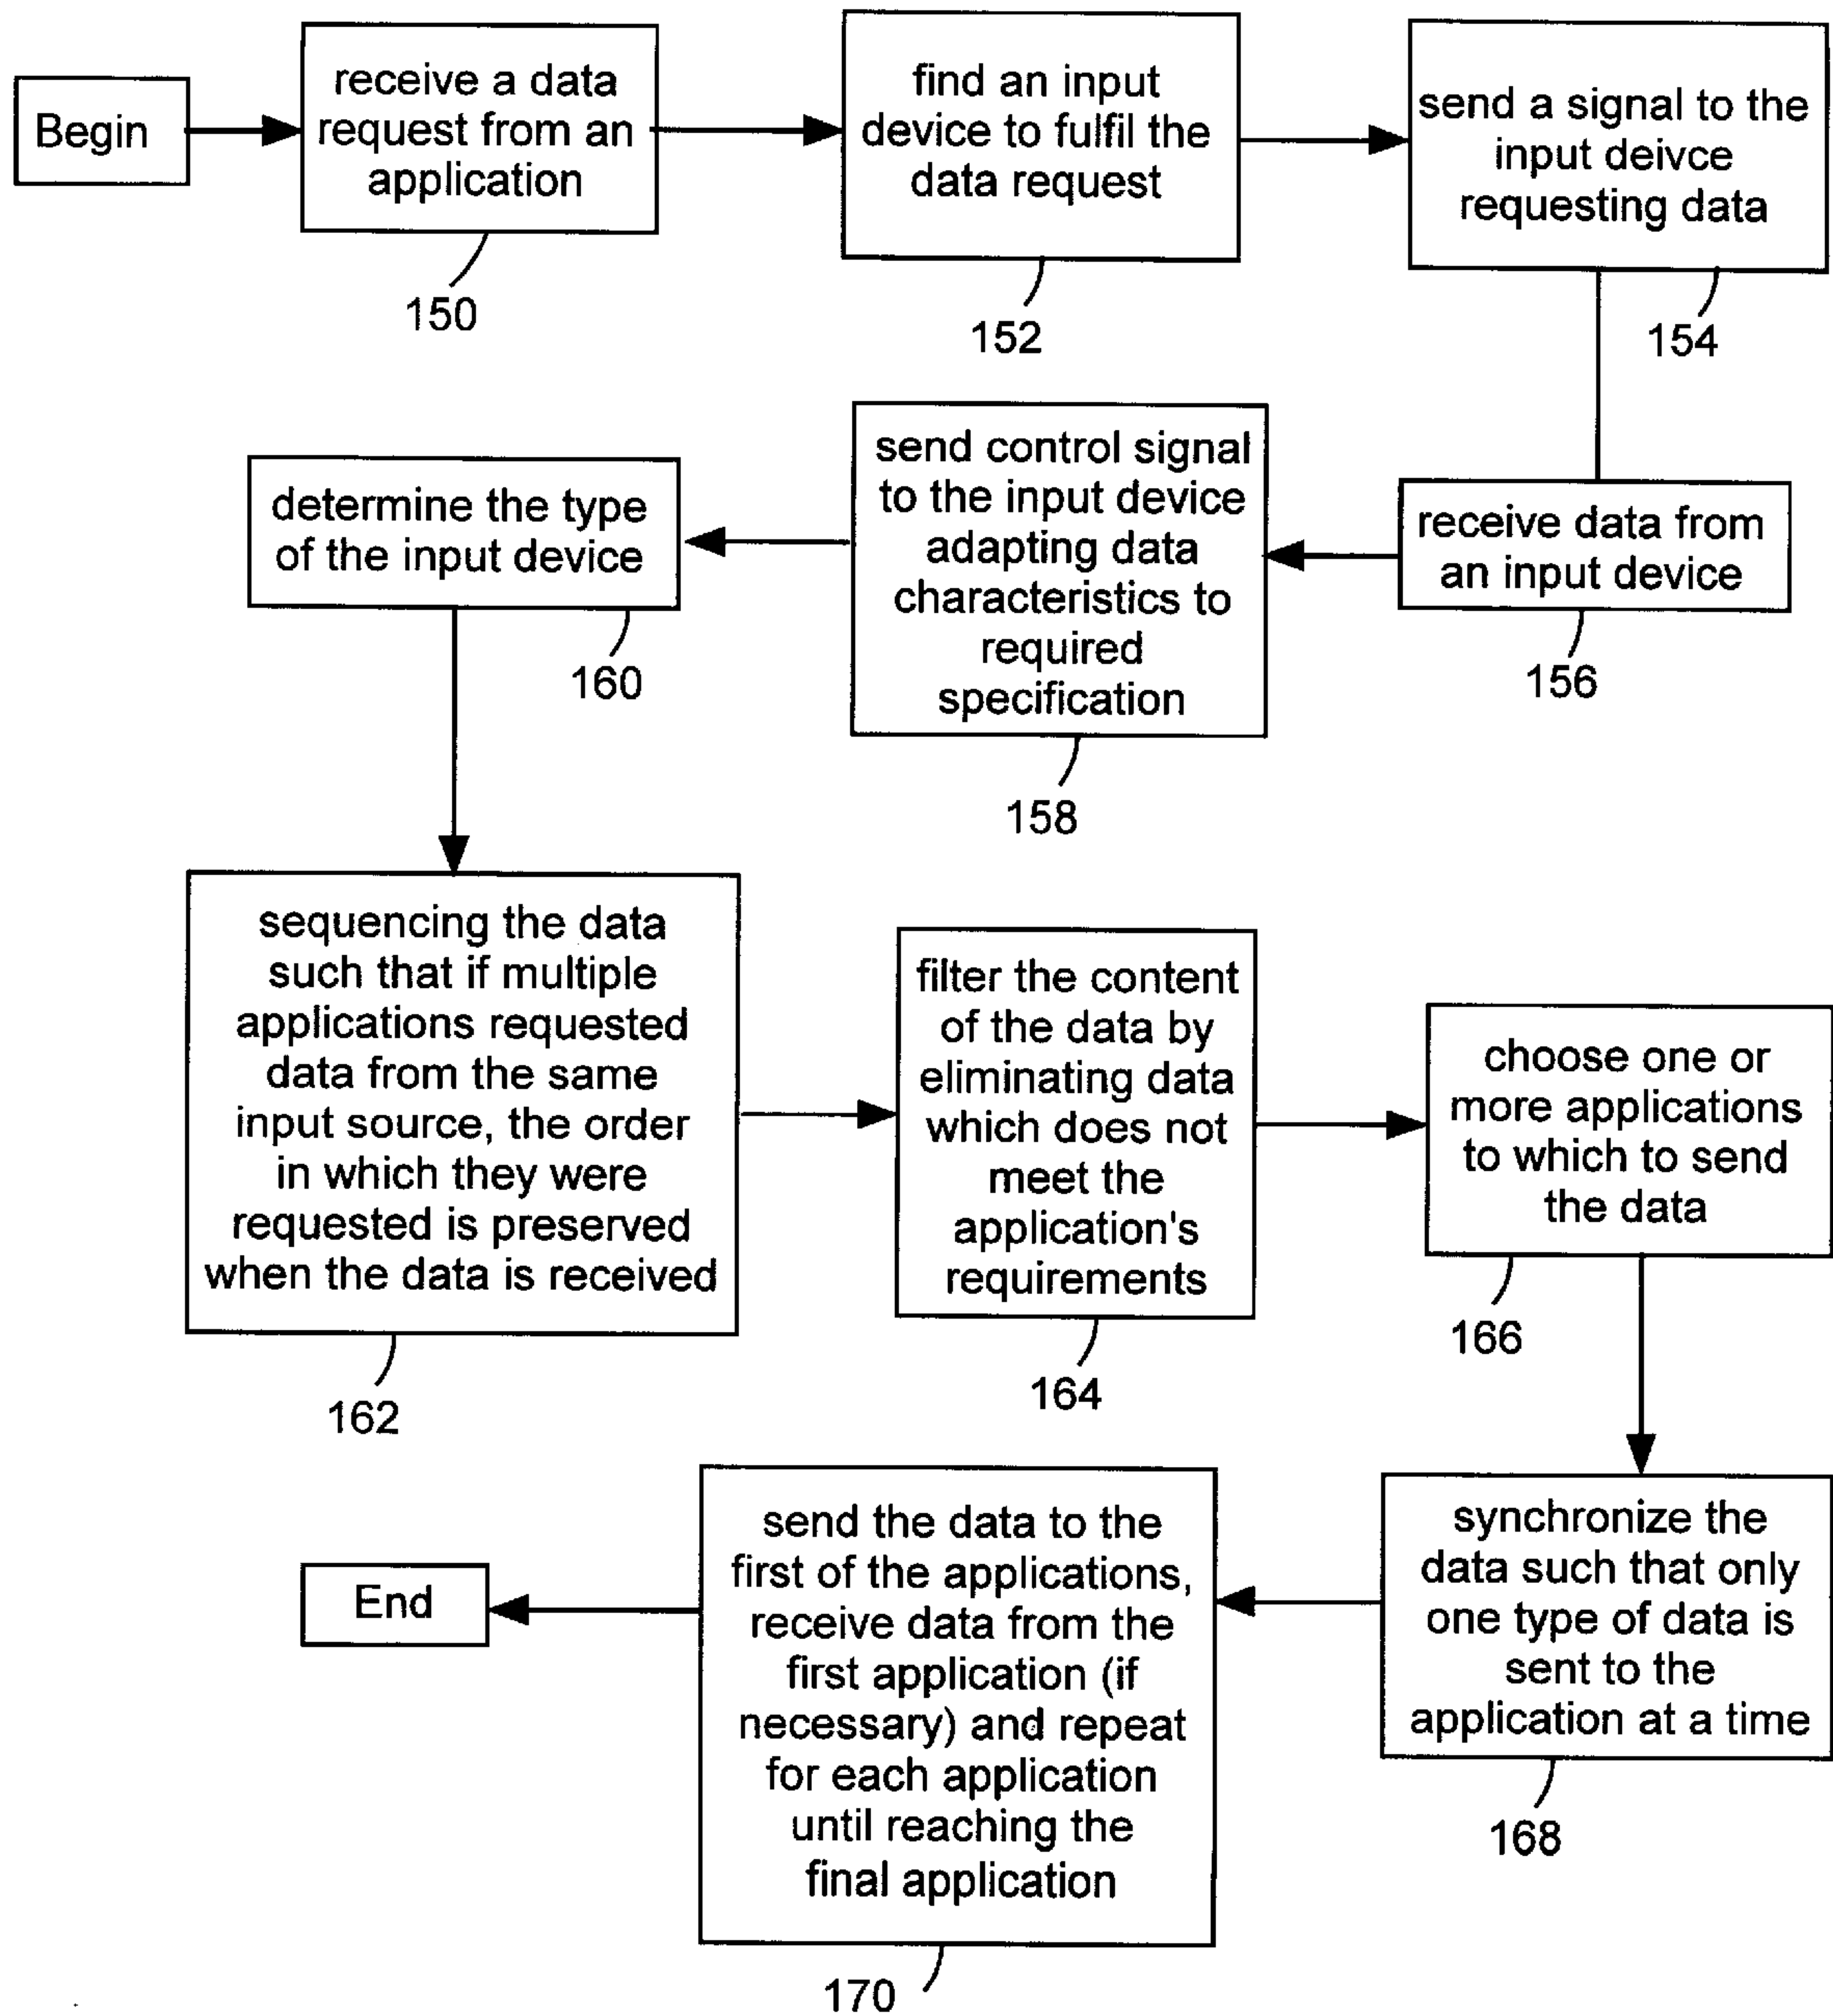 Begin
receive a data
request from an
application
150
find an input
device to fulfil the
data request
152
send a signal to the
input deivce
requesting data
154
receive data from
an input device
156
send control signal
to the input device
adapting data
characteristics to
required
specification
158
determine the type
of the input device
160
sequencing the data
such that if multiple
applications requested
data from the same
input source, the order
in which they were
requested is preserved
when the data is received
162
filter the content
of the data by
eliminating data
which does not
meet the
application's
requirements
164
choose one or
more applications
to which to send
the data
166
synchronize the
data such that only
one type of data is
sent to the
application at a time
168
send the data to the
first of the applications,
receive data from the
first application (if
necessary) and repeat
for each application
until reaching the
final application
170
End